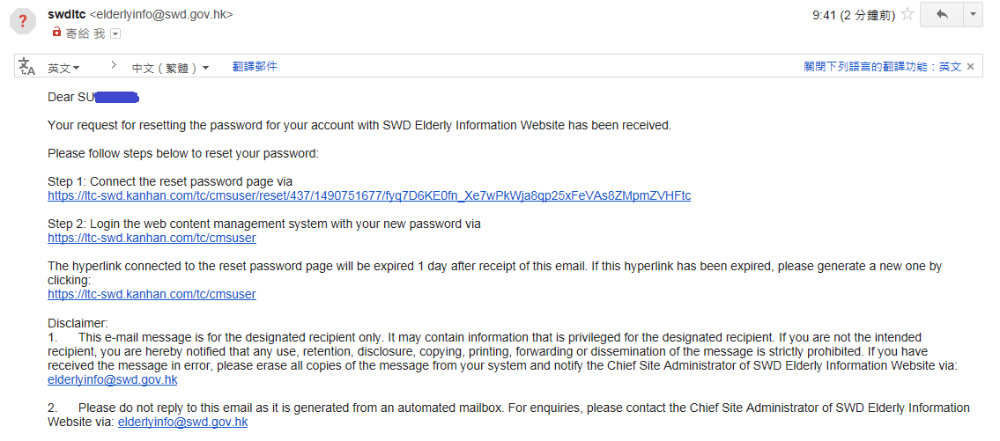 swdltc <elderlyinfo@swd.gov.hk>
9:41 (2 分鐘前)
寄給 我
英文 > 中文（繁體） 翻譯郵件 關閉下列語言的翻譯功能：英文 ×
Dear SU
Your request for resetting the password for your account with SWD Elderly Information Website has been received.
Please follow steps below to reset your password:
Step 1: Connect the reset password page via
https://ltc-swd.kanhan.com/tc/cmsuser/reset/437/1490751677/fyq7D6KE0fn_Xe7wPkWja8qp25xFeVAs8ZMpmZVHFtc
Step 2: Login the web content management system with your new password via
https://ltc-swd.kanhan.com/tc/cmsuser
The hyperlink connected to the reset password page will be expired 1 day after receipt of this email. If this hyperlink has been expired, please generate a new one by
clicking:
https://ltc-swd.kanhan.com/tc/cmsuser
Disclaimer:
1. This e-mail message is for the designated recipient only. It may contain information that is privileged for the designated recipient. If you are not the intended
recipient, you are hereby notified that any use, retention, disclosure, copying, printing, forwarding or dissemination of the message is strictly prohibited. If you have
received the message in error, please erase all copies of the message from your system and notify the Chief Site Administrator of SWD Elderly Information Website via:
elderlyinfo@swd.gov.hk
2. Please do not reply to this email as it is generated from an automated mailbox. For enquiries, please contact the Chief Site Administrator of SWD Elderly Information
Website via: elderlyinfo@swd.gov.hk